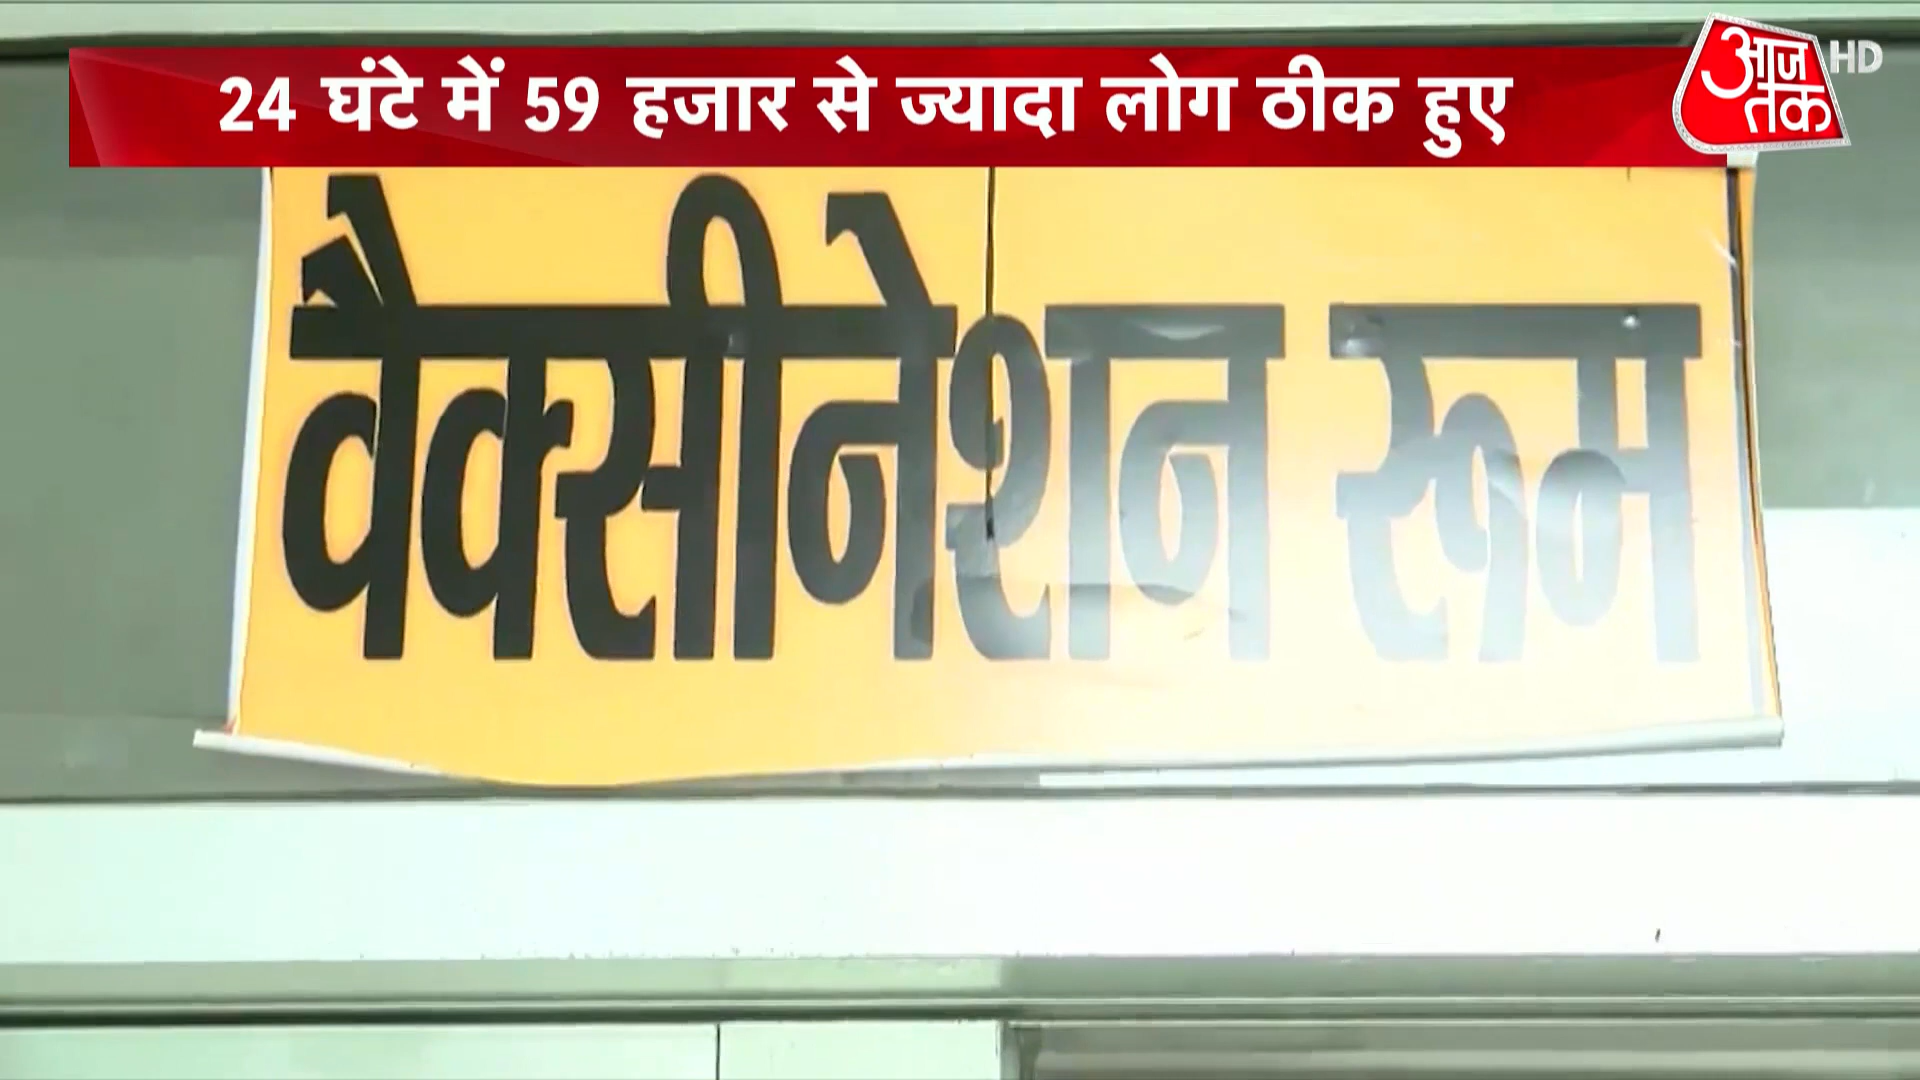 24 घंटे में 59 हजार से ज्यादा लोग ठीक हुए
आज तक HD
वैक्सीनेशन रूम